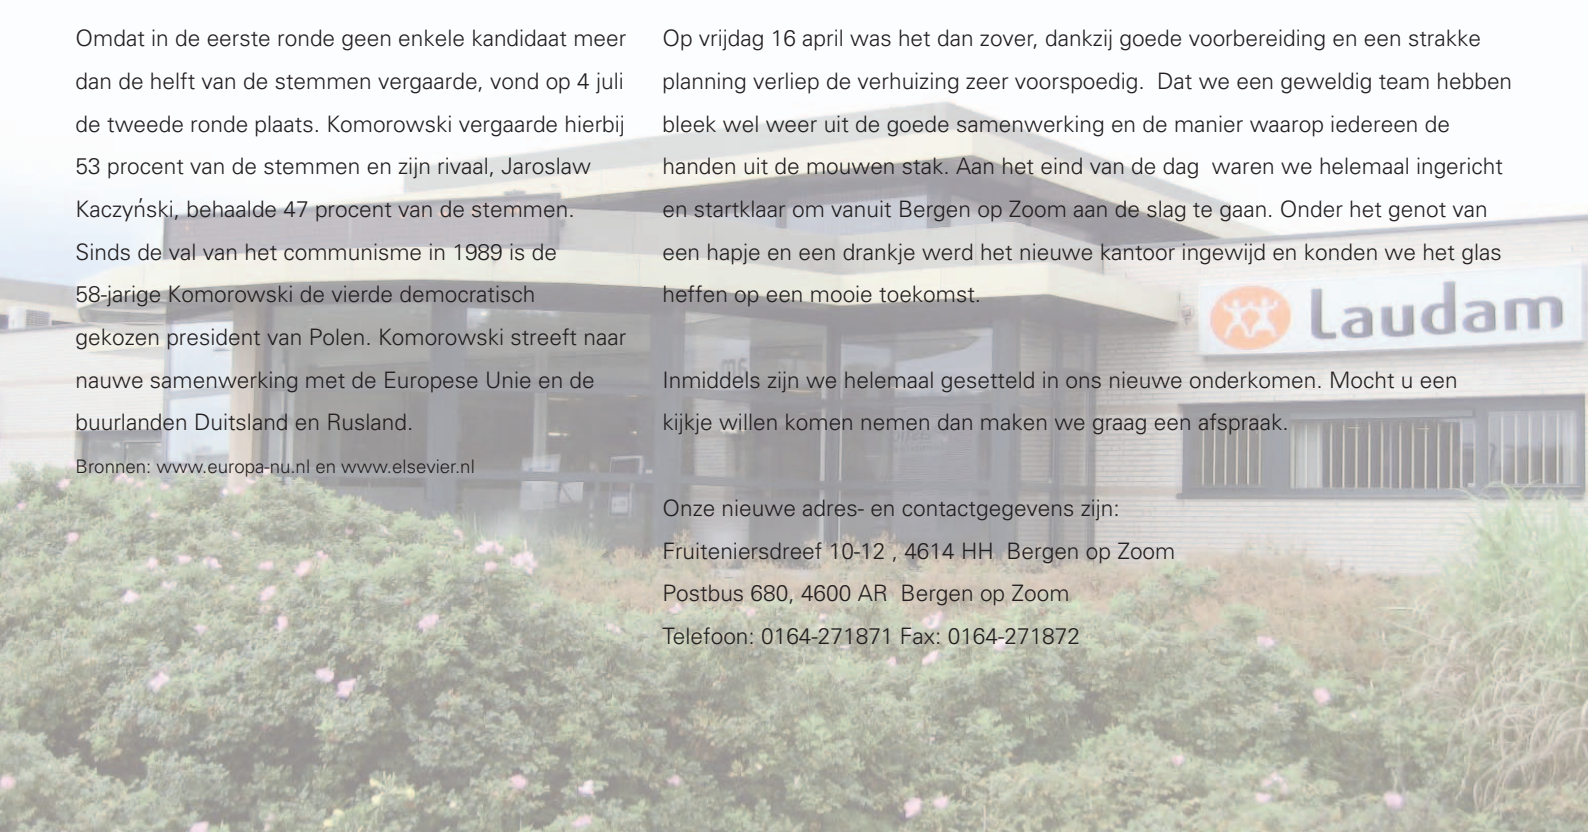 Omdat in de eerste ronde geen enkele kandidaat meer
dan de helft van de stemmen vergaarde, vond op 4 juli
de tweede ronde plaats. Komorowski vergaarde hierbij
53 procent van de stemmen en zijn rivaal, Jaroslaw
Kaczyński, behaalde 47 procent van de stemmen.
Sinds de val van het communisme in 1989 is de
58-jarige Komorowski de vierde democratisch
gekozen president van Polen. Komorowski streeft naar
nauwe samenwerking met de Europese Unie en de
buurlanden Duitsland en Rusland.
Bronnen: www.europa-nu.nl en www.elsevier.nl
Op vrijdag 16 april was het dan zover, dankzij goede voorbereiding en een strakke
planning verliep de verhuizing zeer voorspoedig.  Dat we een geweldig team hebben
bleek wel weer uit de goede samenwerking en de manier waarop iedereen de
handen uit de mouwen stak. Aan het eind van de dag  waren we helemaal ingericht
en startklaar om vanuit Bergen op Zoom aan de slag te gaan. Onder het genot van
een hapje en een drankje werd het nieuwe kantoor ingewijd en konden we het glas
heffen op een mooie toekomst.
Inmiddels zijn we helemaal gesetteld in ons nieuwe onderkomen. Mocht u een
kijkje willen komen nemen dan maken we graag een afspraak.
Onze nieuwe adres- en contactgegevens zijn:
Fruiteniersdreef 10-12 , 4614 HH  Bergen op Zoom
Postbus 680, 4600 AR  Bergen op Zoom
Telefoon: 0164-271871 Fax: 0164-271872
Laudam